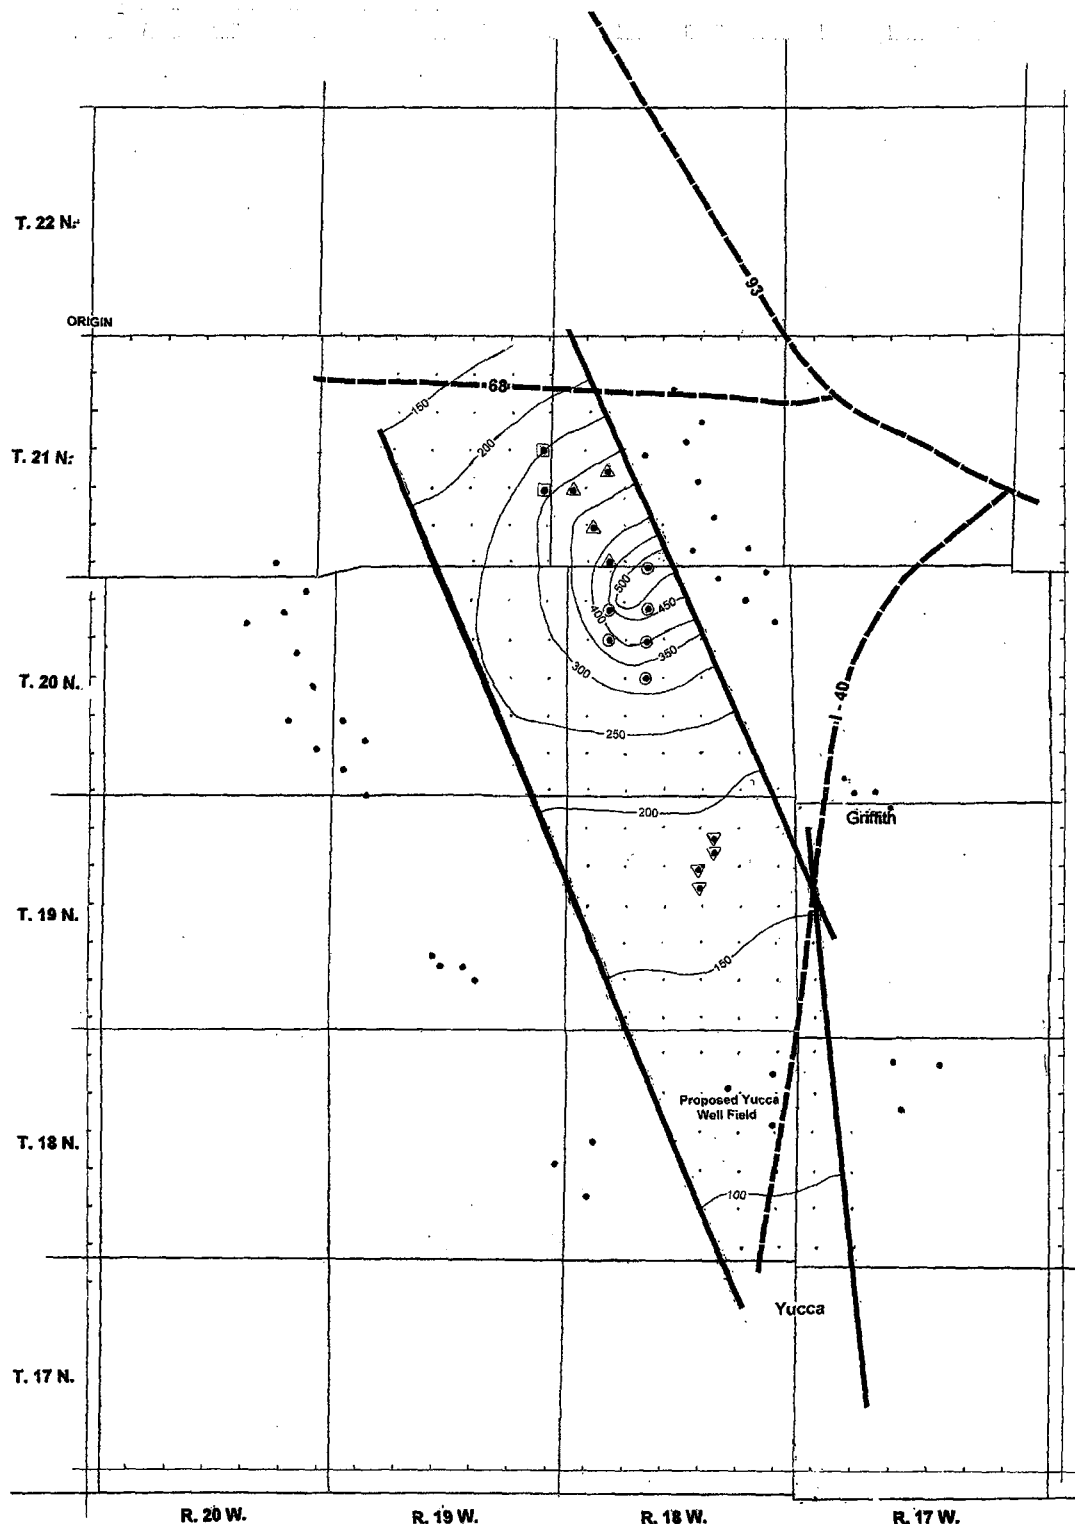 T. 22 N.
93
ORIGIN
68
150
200
T. 21 N.
500
450
400
350
300
T. 20 N.
I - 40
250
200
Griffith
T. 19 N.
150
Proposed Yucca
Well Field
T. 18 N.
100
Yucca
T. 17 N.
R. 20 W.
R. 19 W.
R. 18 W.
R. 17 W.